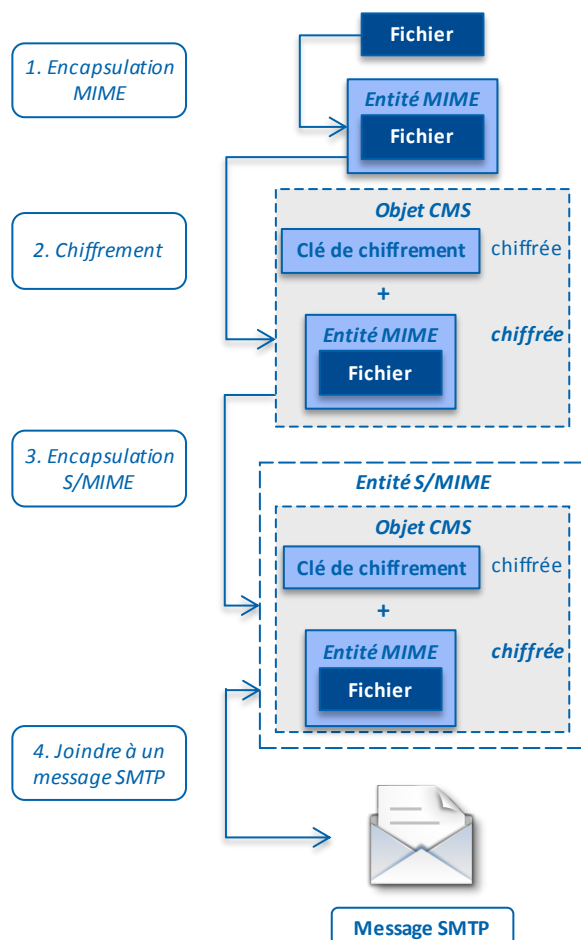 Fichier
1. Encapsulation
MIME
Entité MIME
Fichier
Objet CMS
2. Chiffrement
Clé de chiffrement chiffrée
+
Entité MIME chiffrée
Fichier
3. Encapsulation
S/MIME
Entité S/MIME
Objet CMS
Clé de chiffrement chiffrée
+
Entité MIME chiffrée
Fichier
4. Joindre à un
message SMTP
Message SMTP